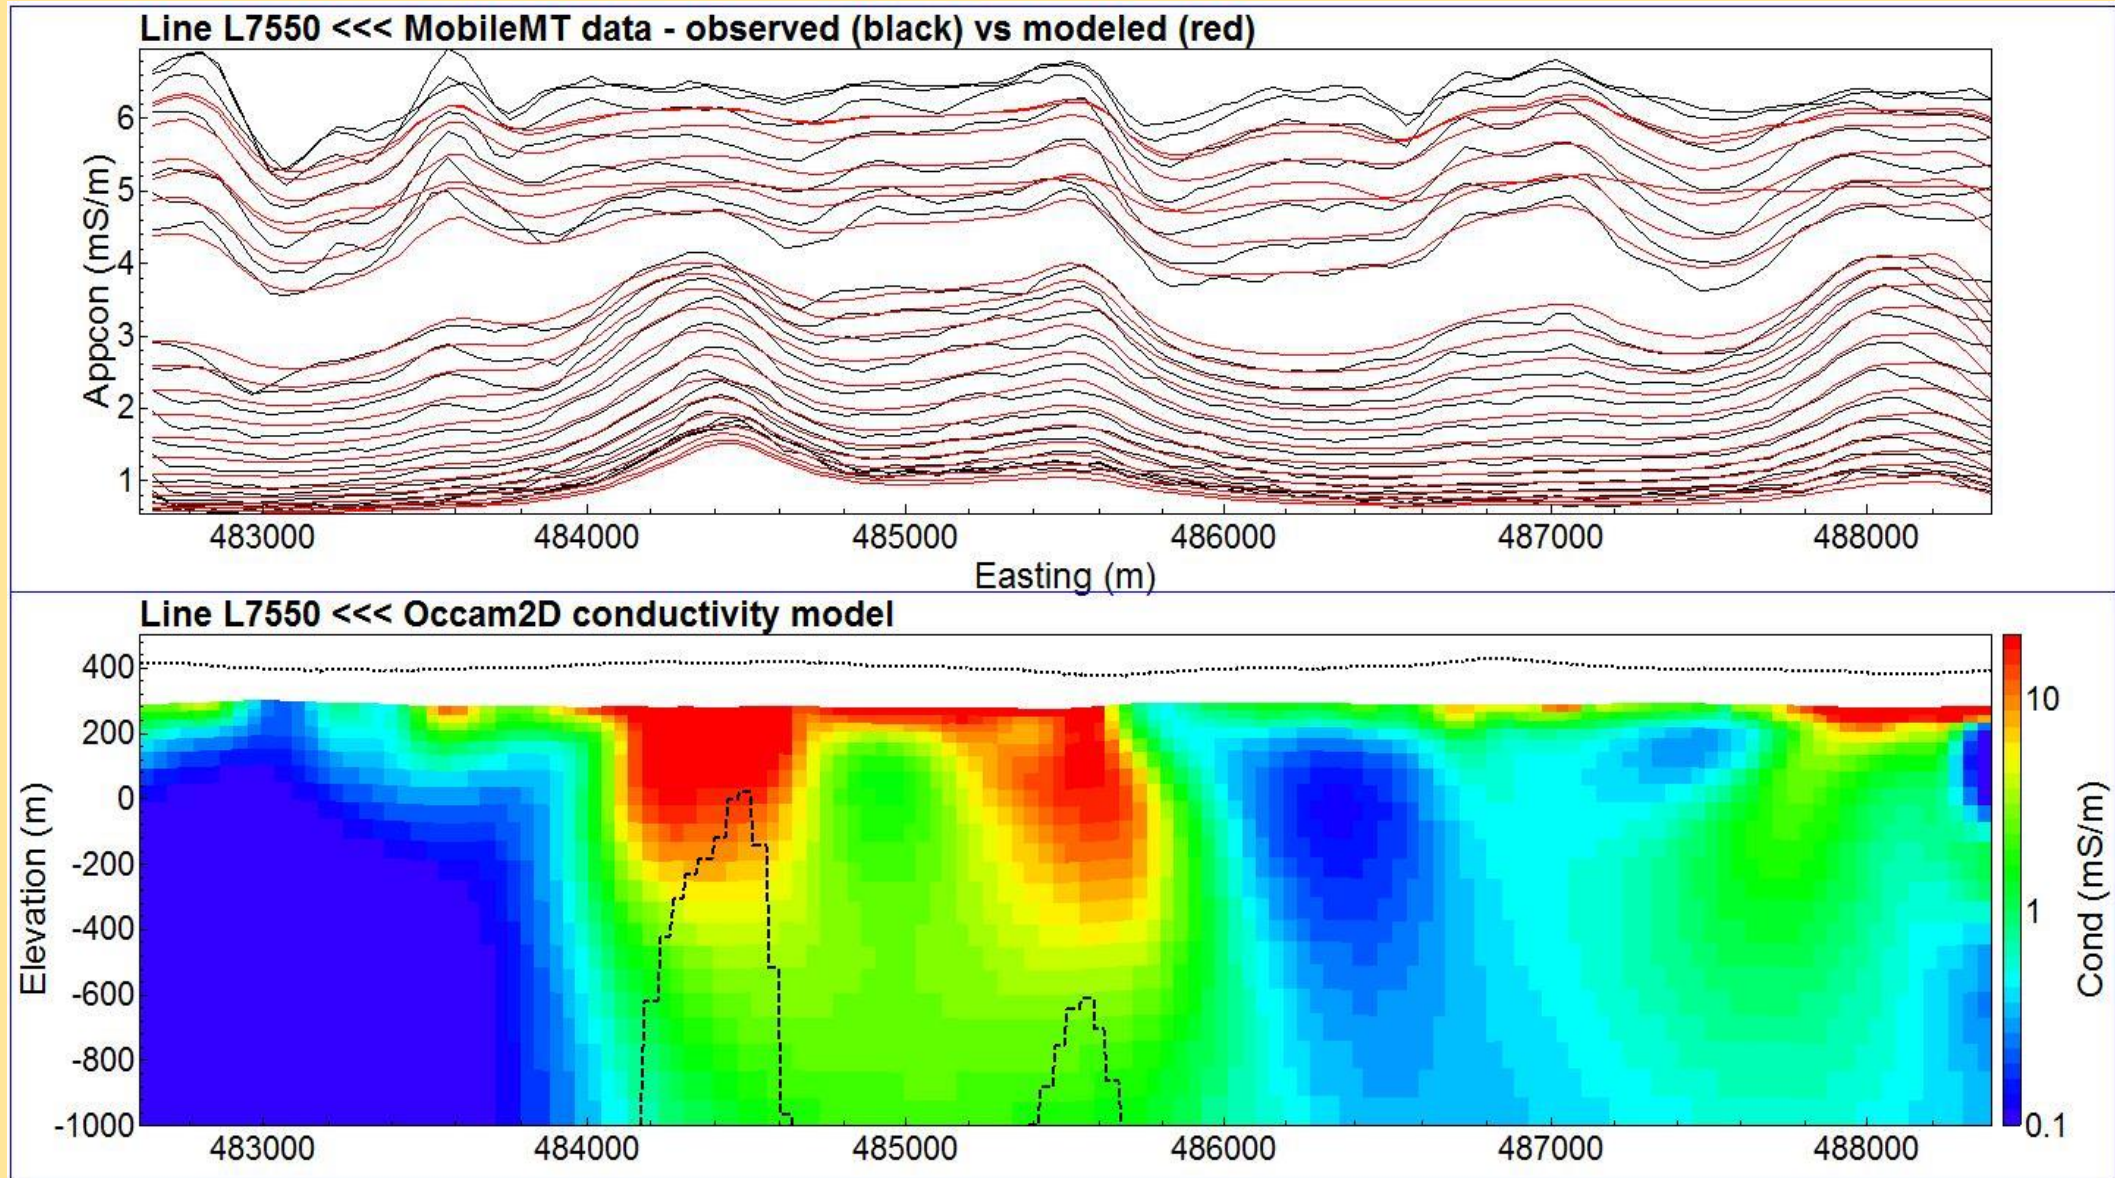 Line L7550 <<< MobileMT data - observed (black) vs modeled (red)
Appcon (mS/m)
6
5
4
3
2
1
483000 484000 485000 486000 487000 488000
Easting (m)
Line L7550 <<< Occam2D conductivity model
Elevation (m)
400
200
0
-200
-400
-600
-800
-1000
483000 484000 485000 486000 487000 488000
10
1
0.1
Cond (mS/m)